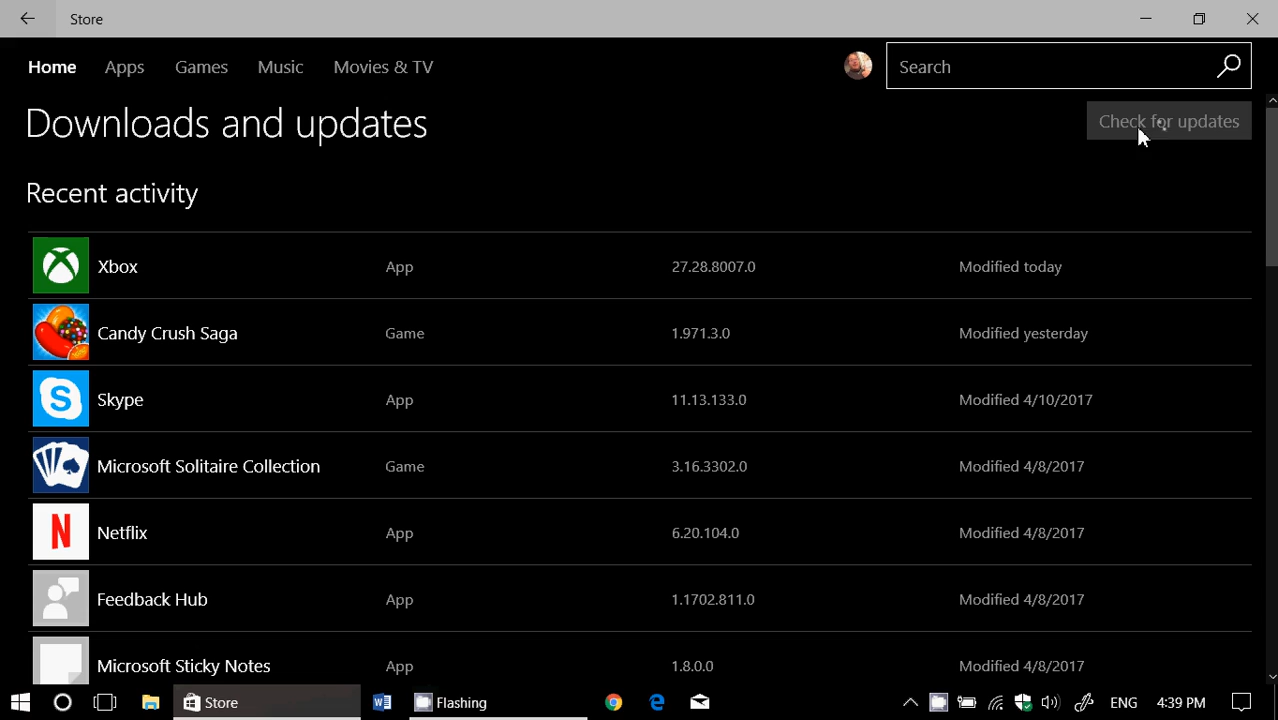 Store
Home Apps Games Music Movies & TV Search
Downloads and updates Check for updates
Recent activity
Xbox App 27.28.8007.0 Modified today
Candy Crush Saga Game 1.971.3.0 Modified yesterday
S Skype App 11.13.133.0 Modified 4/10/2017
Microsoft Solitaire Collection Game 3.16.3302.0 Modified 4/8/2017
N Netflix App 6.20.104.0 Modified 4/8/2017
Feedback Hub App 1.1702.811.0 Modified 4/8/2017
Microsoft Sticky Notes App 1.8.0.0 Modified 4/8/2017
Store Flashing ENG 4:39 PM